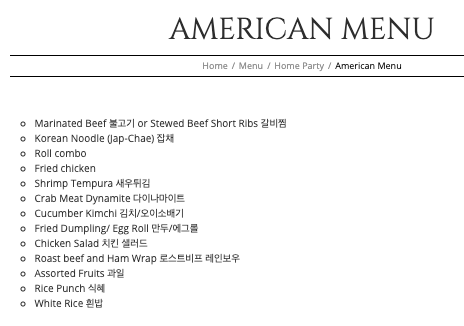 AMERICAN MENU
Home / Menu / Home Party / American Menu
Marinated Beef 불고기 or Stewed Beef Short Ribs 갈비찜
Korean Noodle (Jap-Chae) 잡채
Roll combo
Fried chicken
Shrimp Tempura 새우튀김
Crab Meat Dynamite 다이나마이트
Cucumber Kimchi 김치/오이소배기
Fried Dumpling/ Egg Roll 만두/에그롤
Chicken Salad 치킨 샐러드
Roast beef and Ham Wrap 로스트비프 레인보우
Assorted Fruits 과일
Rice Punch 식혜
White Rice 흰밥